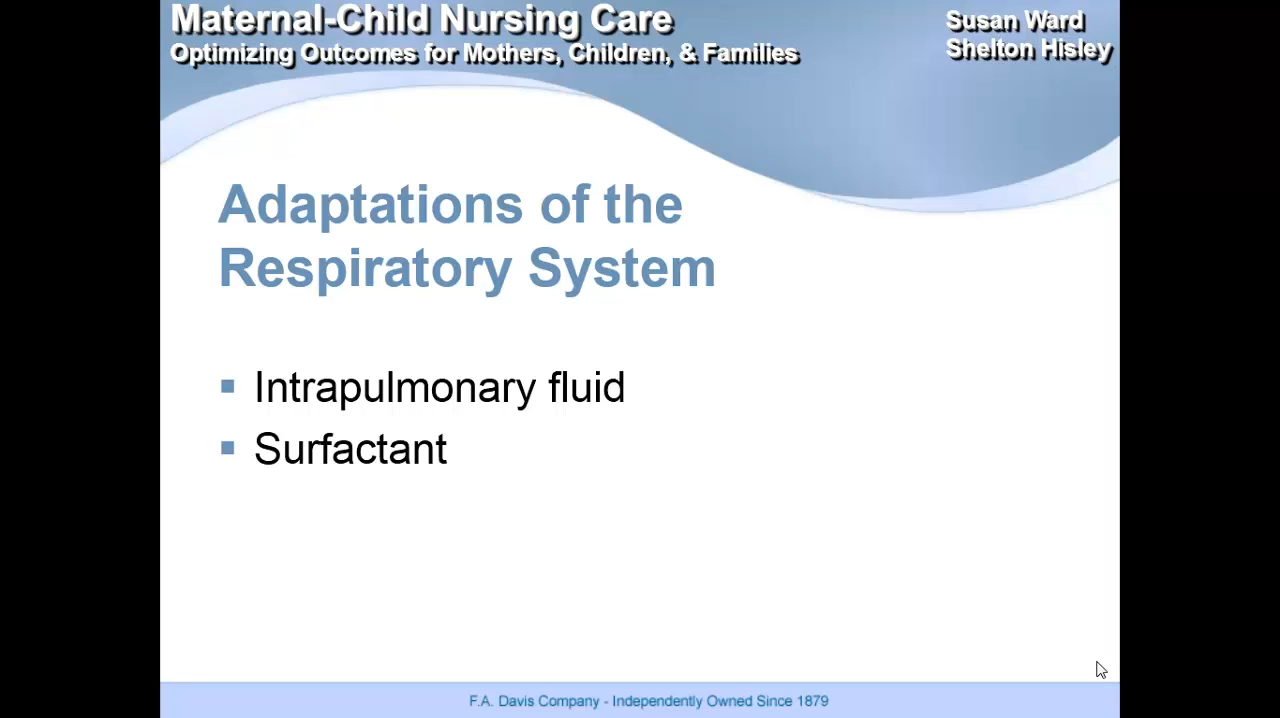 Maternal-Child Nursing Care
Optimizing Outcomes for Mothers, Children, & Families
Susan Ward
Shelton Hisley
Adaptations of the
Respiratory System
▪ Intrapulmonary fluid
▪ Surfactant
F.A. Davis Company - Independently Owned Since 1879